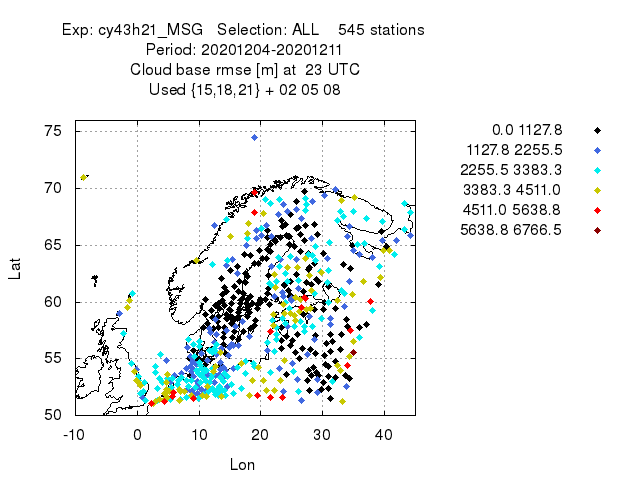 Exp: cy43h21_MSG   Selection: ALL    545 stations
Period: 20201204-20201211
Cloud base rmse [m] at  23 UTC
Used {15,18,21} + 02 05 08
0.0 1127.8
1127.8 2255.5
2255.5 3383.3
3383.3 4511.0
4511.0 5638.8
5638.8 6766.5
75
70
65
60
55
50
Lat
-10 0 10 20 30 40
Lon